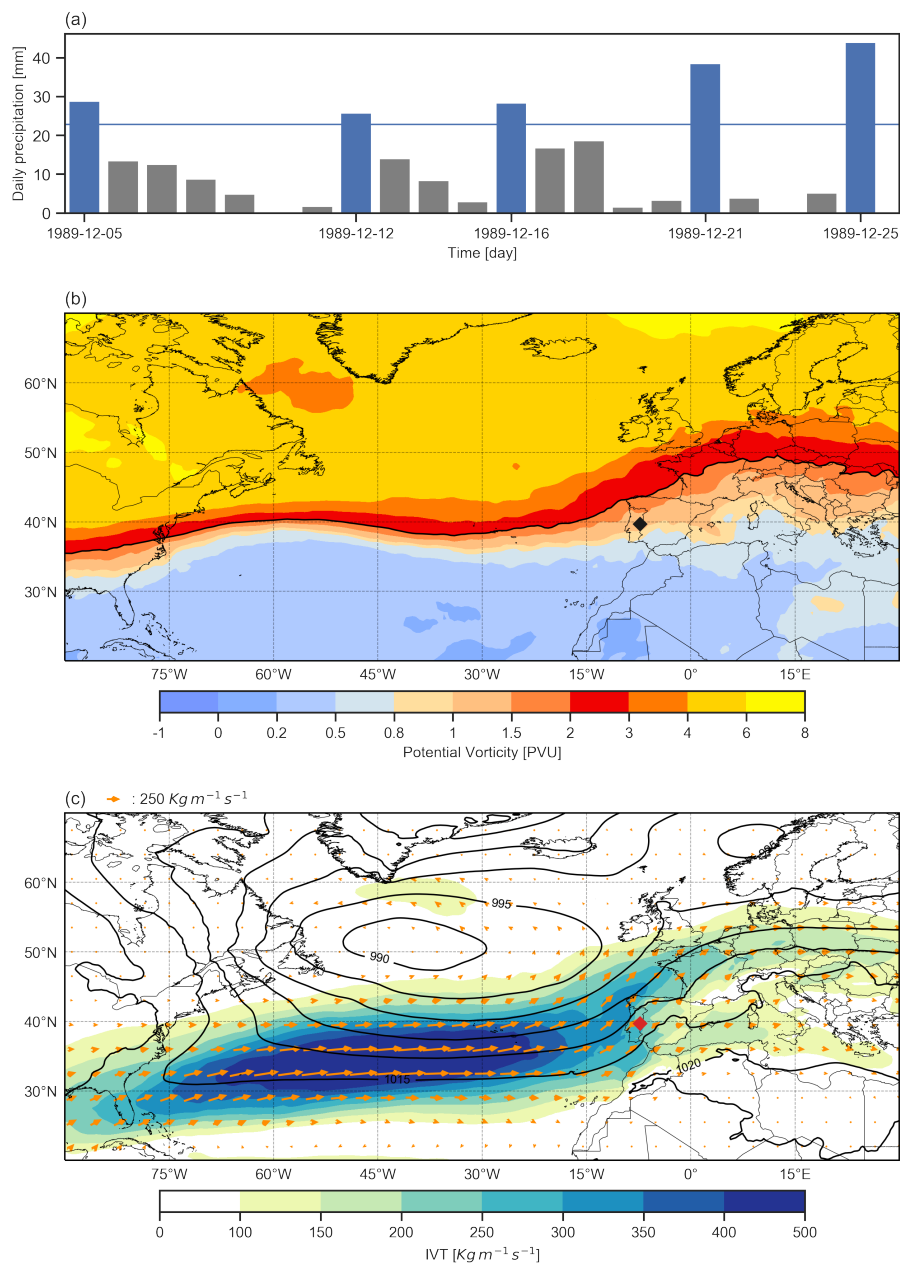 (a)
Daily precipitation [mm]
40
30
20
10
0
1989-12-05 1989-12-12 1989-12-16 1989-12-21 1989-12-25
Time [day]
(b)
60°N
50°N
40°N
30°N
75°W 60°W 45°W 30°W 15°W 0° 15°E
-1 0 0.2 0.5 0.8 1 1.5 2 3 4 6 8
Potential Vorticity [PVU]
(c) : 250 Kg m⁻¹ s⁻¹
60°N
50°N
40°N
30°N
995
990
1015
1020
75°W 60°W 45°W 30°W 15°W 0° 15°E
0 100 150 200 250 300 350 400 500
IVT [Kg m⁻¹ s⁻¹]